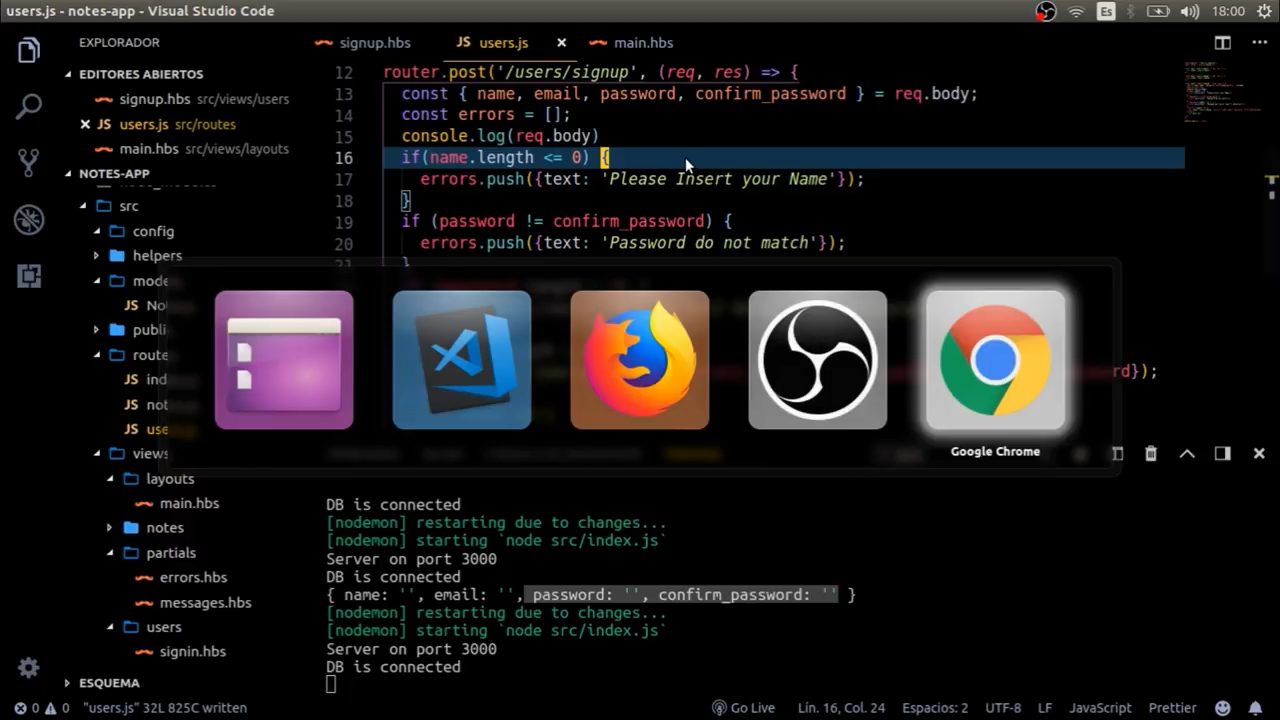 users.js - notes-app - Visual Studio Code
Es
18:00
EXPLORADOR
signup.hbs
JS users.js
main.hbs
EDITORES ABIERTOS
signup.hbs src/views/users
JS users.js src/routes
main.hbs src/views/layouts
NOTES-APP
src
config
helpers
views
layouts
main.hbs
notes
partials
errors.hbs
messages.hbs
users
signin.hbs
ESQUEMA
12 router.post('/users/signup', (req, res) => {
13 const { name, email, password, confirm_password } = req.body;
14 const errors = [];
15 console.log(req.body)
16 if(name.length <= 0) {
17 errors.push({text: 'Please Insert your Name'});
18 }
19 if (password != confirm_password) {
20 errors.push({text: 'Password do not match'});
21 }
Google Chrome
DB is connected
[nodemon] restarting due to changes...
[nodemon] starting `node src/index.js`
Server on port 3000
DB is connected
{ name: '', email: '', password: '', confirm_password: '' }
[nodemon] restarting due to changes...
[nodemon] starting `node src/index.js`
Server on port 3000
DB is connected
0 0 "users.js" 32L 825C written
Go Live
Lín. 16, Col. 24
Espacios: 2
UTF-8
LF
JavaScript
Prettier